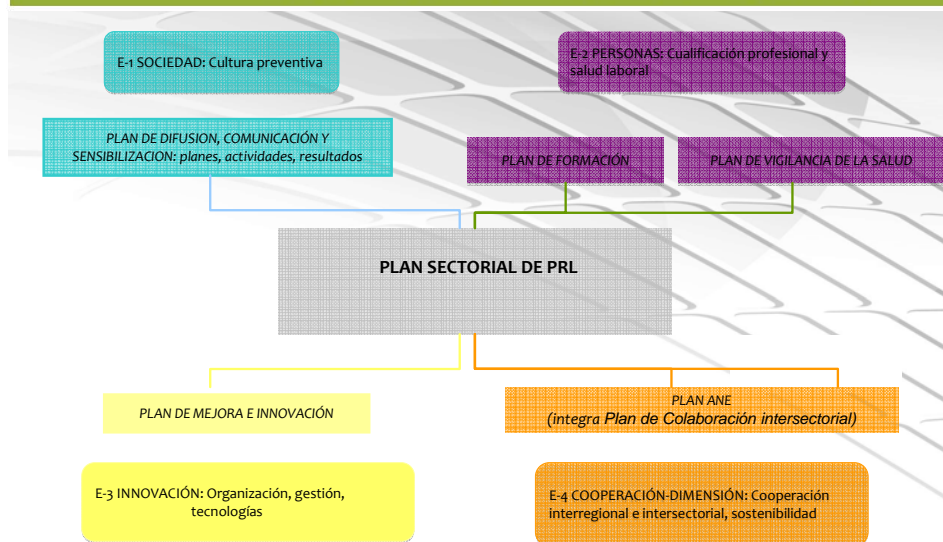 E-1 SOCIEDAD: Cultura preventiva
E-2 PERSONAS: Cualificación profesional y
salud laboral
PLAN DE DIFUSION, COMUNICACIÓN Y
SENSIBILIZACION: planes, actividades, resultados
PLAN DE FORMACIÓN
PLAN DE VIGILANCIA DE LA SALUD
PLAN SECTORIAL DE PRL
PLAN DE MEJORA E INNOVACIÓN
PLAN ANE
(integra Plan de Colaboración intersectorial)
E-3 INNOVACIÓN: Organización, gestión,
tecnologías
E-4 COOPERACIÓN-DIMENSIÓN: Cooperación
interregional e intersectorial, sostenibilidad